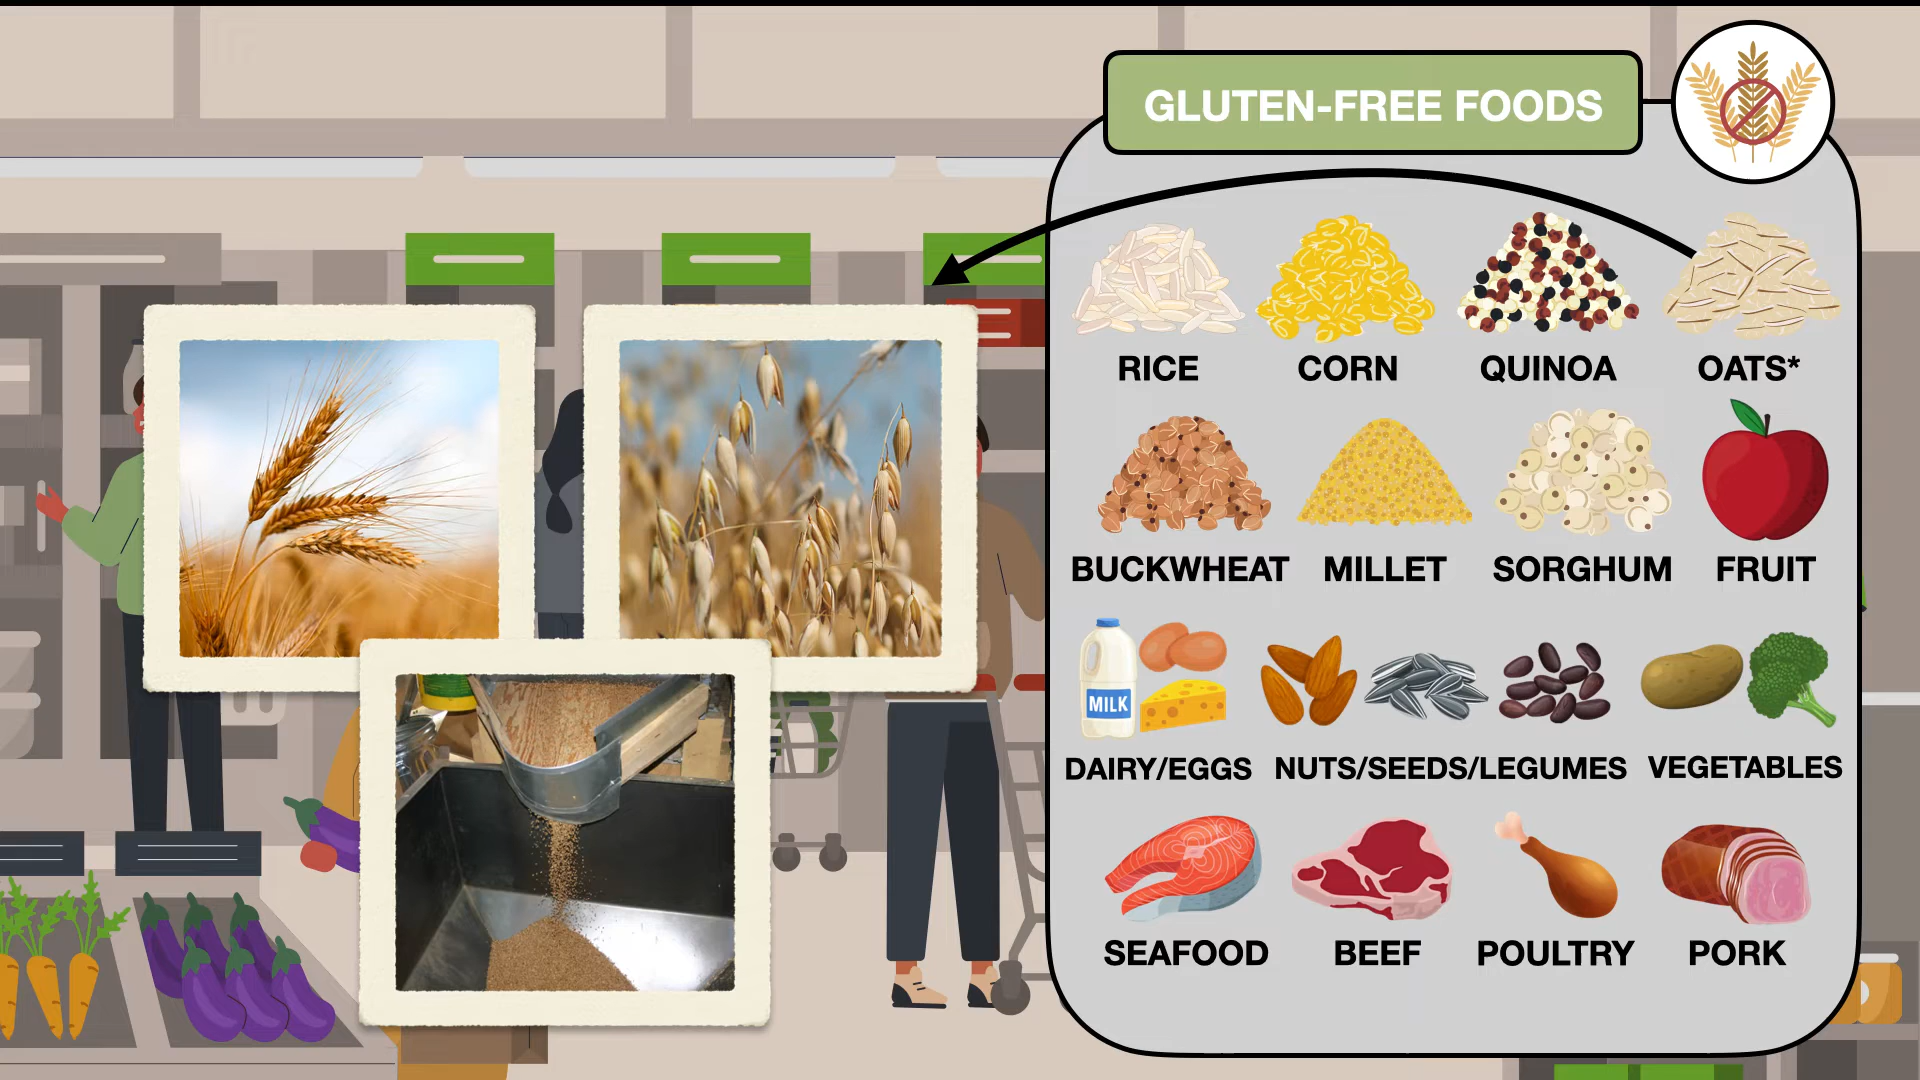 GLUTEN-FREE FOODS
RICE
CORN
QUINOA
OATS*
BUCKWHEAT
MILLET
SORGHUM
FRUIT
MILK
DAIRY/EGGS
NUTS/SEEDS/LEGUMES
VEGETABLES
SEAFOOD
BEEF
POULTRY
PORK